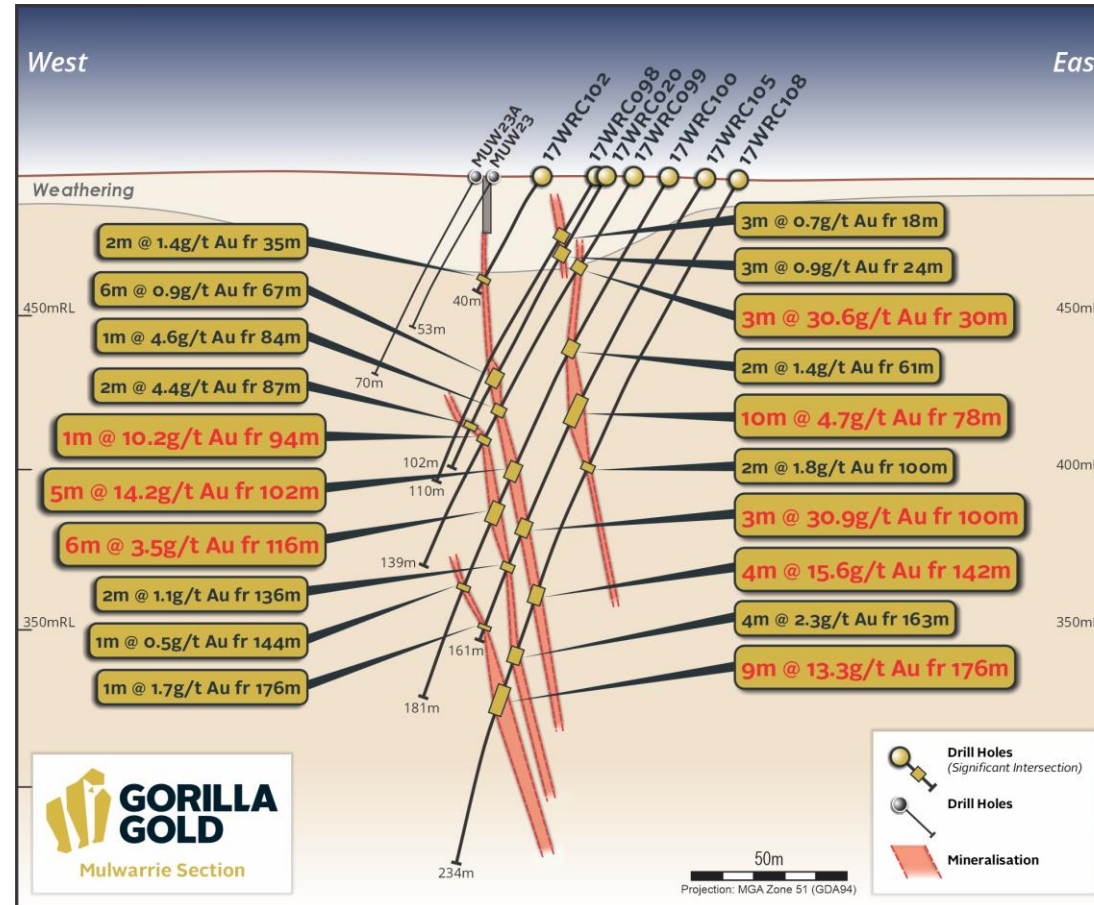 West
Eas
MUW23A
MUW23
17WRC102
17WRC098
17WRC020
17WRC099
17WRC100
17WRC105
17WRC108
Weathering
2m @ 1.4g/t Au fr 35m
6m @ 0.9g/t Au fr 67m
1m @ 4.6g/t Au fr 84m
2m @ 4.4g/t Au fr 87m
1m @ 10.2g/t Au fr 94m
5m @ 14.2g/t Au fr 102m
6m @ 3.5g/t Au fr 116m
2m @ 1.1g/t Au fr 136m
1m @ 0.5g/t Au fr 144m
1m @ 1.7g/t Au fr 176m
3m @ 0.7g/t Au fr 18m
3m @ 0.9g/t Au fr 24m
3m @ 30.6g/t Au fr 30m
2m @ 1.4g/t Au fr 61m
10m @ 4.7g/t Au fr 78m
2m @ 1.8g/t Au fr 100m
3m @ 30.9g/t Au fr 100m
4m @ 15.6g/t Au fr 142m
4m @ 2.3g/t Au fr 163m
9m @ 13.3g/t Au fr 176m
450mRL
350mRL
450mR
400mR
350mR
40m
53m
70m
102m
110m
139m
161m
181m
234m
GORILLA
GOLD
Mulwarrie Section
50m
Projection: MGA Zone 51 (GDA94)
Drill Holes
(Significant Intersection)
Drill Holes
Mineralisation